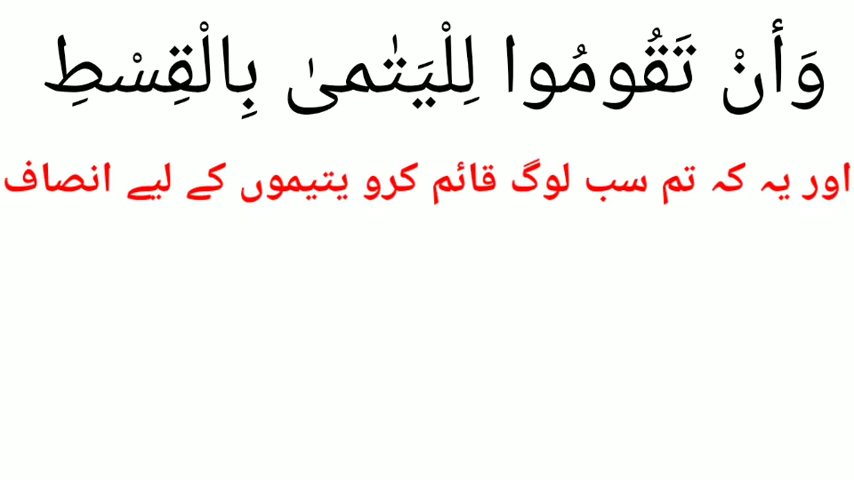 وَأَنْ تَقُومُوا لِلْيَتٰمىٰ بِالْقِسْطِ
اور یہ کہ تم سب لوگ قائم کرو یتیموں کے لیے انصاف